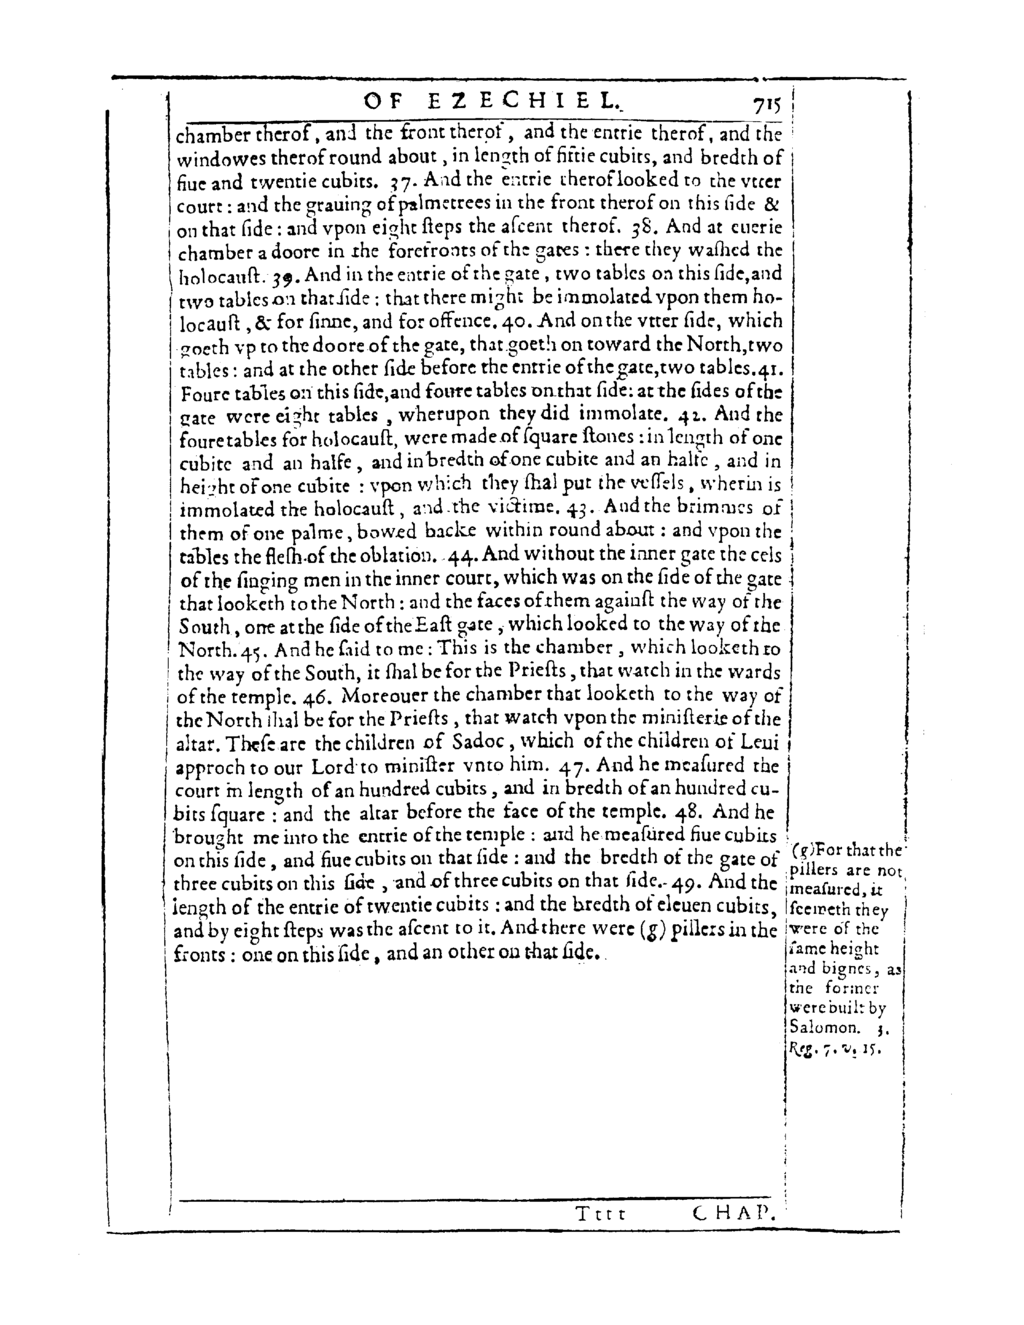 OF EZECHIEL. 715
chamber therof, and the front therof, and the entrie therof, and the
windowes therof round about, in length of fiftie cubits, and bredth of
fiue and twentie cubits. 37. And the entrie therof looked to the vtter
court: and the grauing of palmetrees in the front therof on this ſide &
on that ſide: and vpon eight ſteps the aſcent therof. 38. And at euerie
chamber a doore in the forefronts of the gates: there they waſhed the
holocauſt. 39. And in the entrie of the gate, two tables on this ſide, and
two tables on that ſide: that there might be immolated vpon them ho-
locauſt, & for ſinne, and for offence. 40. And on the vtter ſide, which
goeth vp to the doore of the gate, that goeth on toward the North, two
tables: and at the other ſide before the entrie of the gate, two tables. 41.
Foure tables on this ſide, and foure tables on that ſide: at the ſides of the
gate were eight tables, wherupon they did immolate. 42. And the
foure tables for holocauſt, were made of ſquare ſtones: in length of one
cubite and an halfe, and in bredth of one cubite and an halfe, and in
height of one cubite: vpon which they ſhal put the veſſels, wherin is
immolated the holocauſt, and the victime. 43. And the brimmes of
them of one palme, bowed backe within round about: and vpon the
tables the fleſh of the oblation. 44. And without the inner gate the cels
of the ſinging men in the inner court, which was on the ſide of the gate
that looketh to the North: and the faces of them againſt the way of the
South, one at the ſide of the Eaſt gate, which looked to the way of the
North. 45. And he ſaid to me: This is the chamber, which looketh to
the way of the South, it ſhal be for the Prieſts, that watch in the wards
of the temple. 46. Moreouer the chamber that looketh to the way of
the North ſhal be for the Prieſts, that watch vpon the miniſterie of the
altar. Theſe are the children of Sadoc, which of the children of Leui
approch to our Lord to miniſter vnto him. 47. And he meaſured the
court in length of an hundred cubits, and in bredth of an hundred cu-
bits ſquare: and the altar before the face of the temple. 48. And he
brought me into the entrie of the temple: and he meaſured fiue cubits
on this ſide, and fiue cubits on that ſide: and the bredth of the gate of
three cubits on this ſide, and of three cubits on that ſide. 49. And the
length of the entrie of twentie cubits: and the bredth of eleuen cubits,
and by eight ſteps was the aſcent to it. And there were (g) pillers in the
fronts: one on this ſide, and an other on that ſide.
(g) For that the
pillers are not
meaſured, it
ſeemeth they
were of the
ſame height
and bignes, as
the former
were built by
Salomon. 3.
Reg. 7. v. 15.
Tttt CHAP.